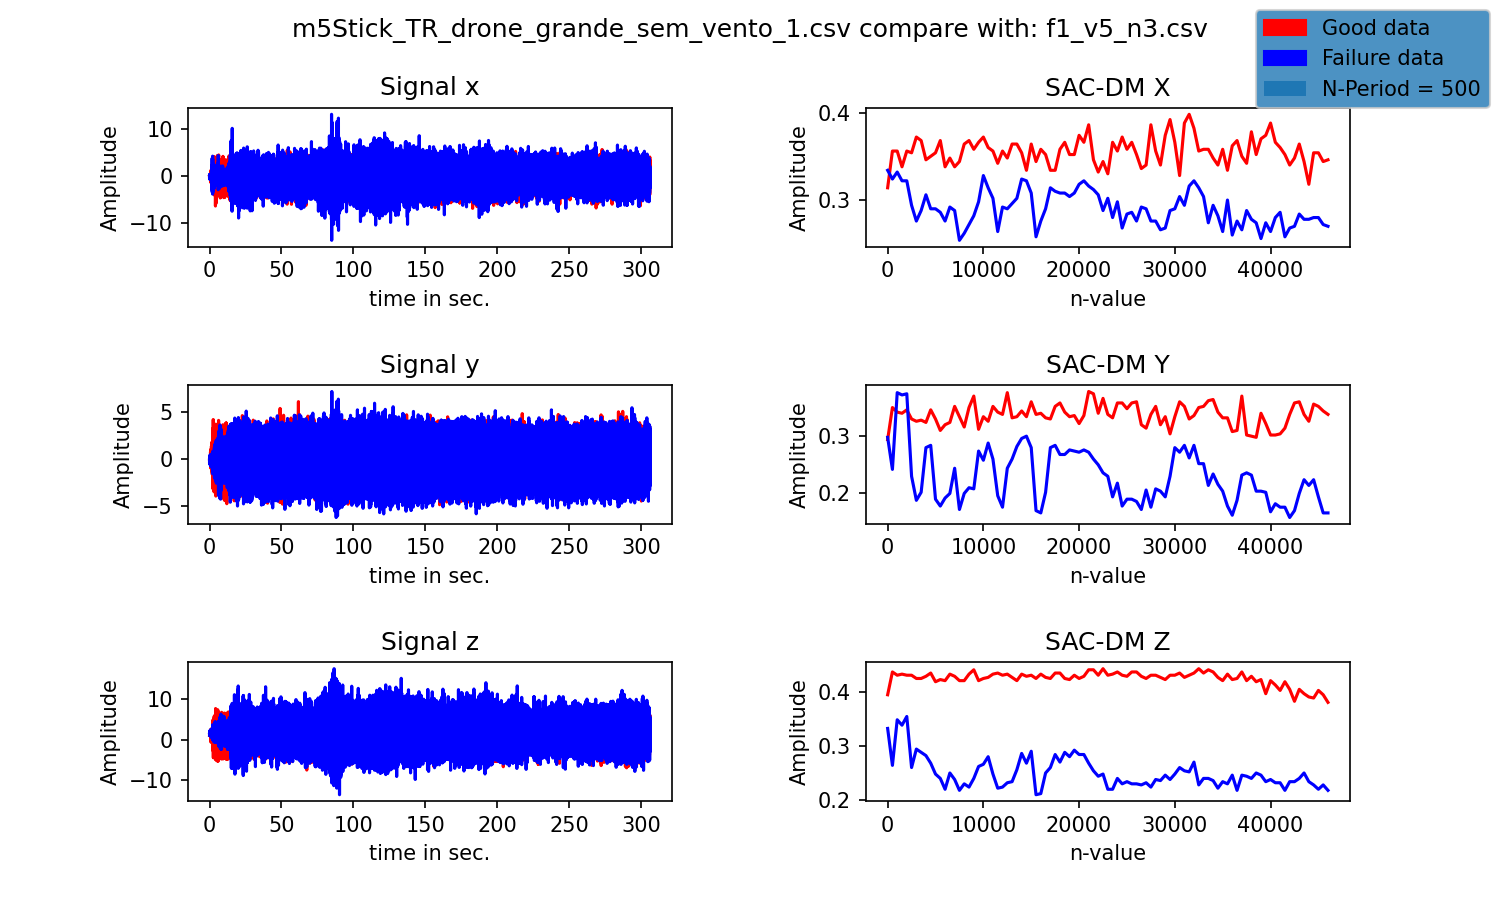 m5Stick_TR_drone_grande_sem_vento_1.csv compare with: f1_v5_n3.csv
Good data
Failure data
N-Period = 500
Signal x
Amplitude
10
0
−10
0 50 100 150 200 250 300
time in sec.
SAC-DM X
Amplitude
0.4
0.3
0 10000 20000 30000 40000
n-value
Signal y
Amplitude
5
0
−5
0 50 100 150 200 250 300
time in sec.
SAC-DM Y
Amplitude
0.3
0.2
0 10000 20000 30000 40000
n-value
Signal z
Amplitude
10
0
−10
0 50 100 150 200 250 300
time in sec.
SAC-DM Z
Amplitude
0.4
0.3
0.2
0 10000 20000 30000 40000
n-value